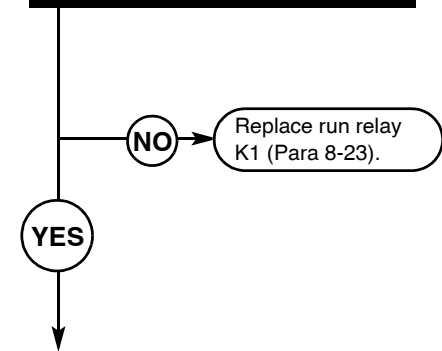 NO
Replace run relay
K1 (Para 8-23).
YES